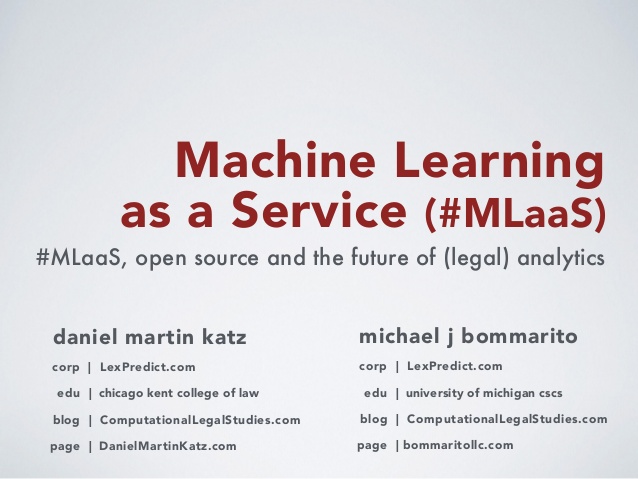 Machine Learning
as a Service (#MLaaS)
#MLaaS, open source and the future of (legal) analytics
daniel martin katz
corp | LexPredict.com
edu | chicago kent college of law
blog | ComputationalLegalStudies.com
page | DanielMartinKatz.com
michael j bommarito
corp | LexPredict.com
edu | university of michigan cscs
blog | ComputationalLegalStudies.com
page | bommaritollc.com